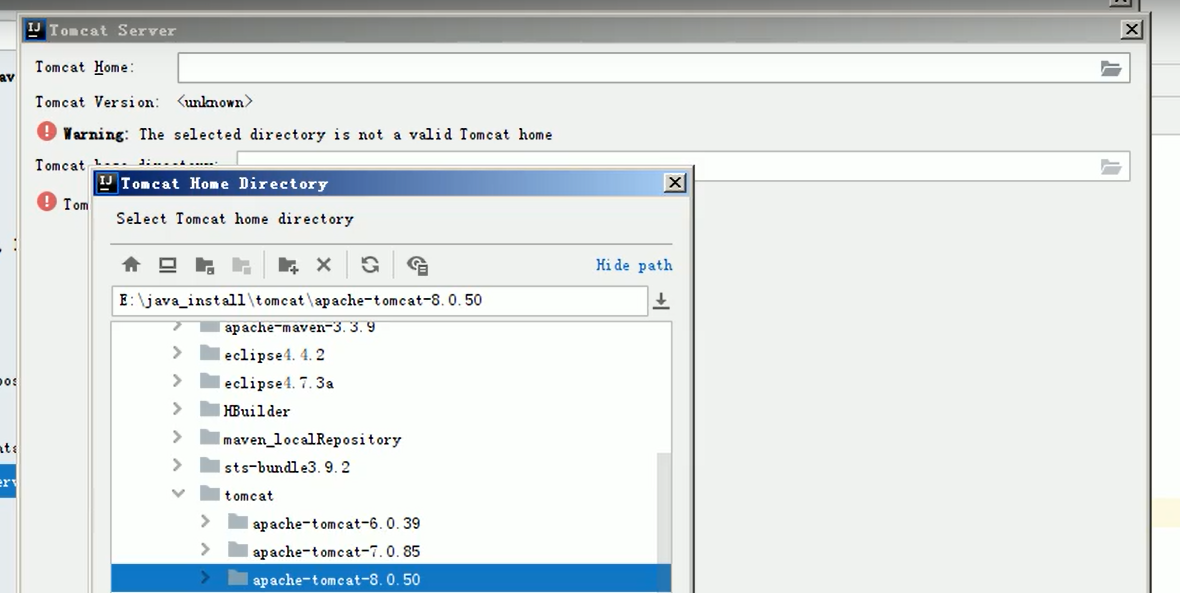 Tomcat Server
Tomcat Home:
Tomcat Version: <unknown>
Warning: The selected directory is not a valid Tomcat home
Tomcat base directory:
Tom
Tomcat Home Directory
Select Tomcat home directory
Hide path
E:\java_install\tomcat\apache-tomcat-8.0.50
apache-maven-3.3.9
eclipse4.4.2
eclipse4.7.3a
HBuilder
maven_localRepository
sts-bundle3.9.2
tomcat
apache-tomcat-6.0.39
apache-tomcat-7.0.85
apache-tomcat-8.0.50